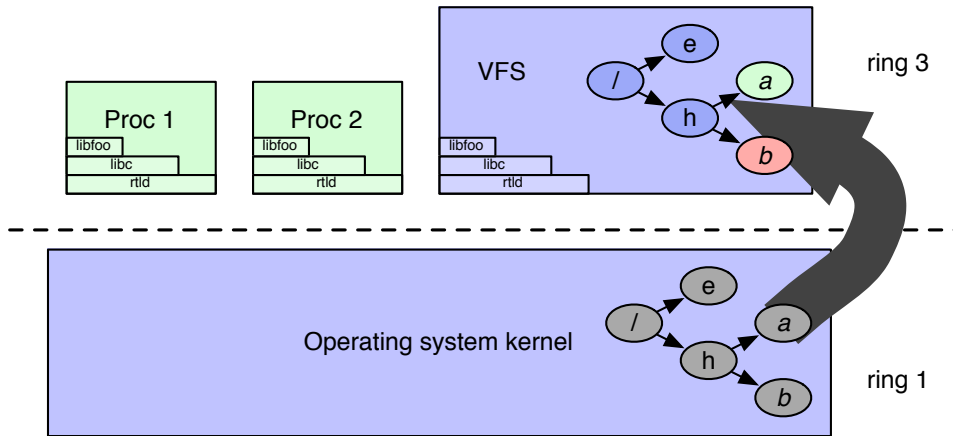 VFS
e
/
h
a
b
ring 3
Proc 1
libfoo
libc
rtld
Proc 2
libfoo
libc
rtld
libfoo
libc
rtld
Operating system kernel
e
/
h
a
b
ring 1